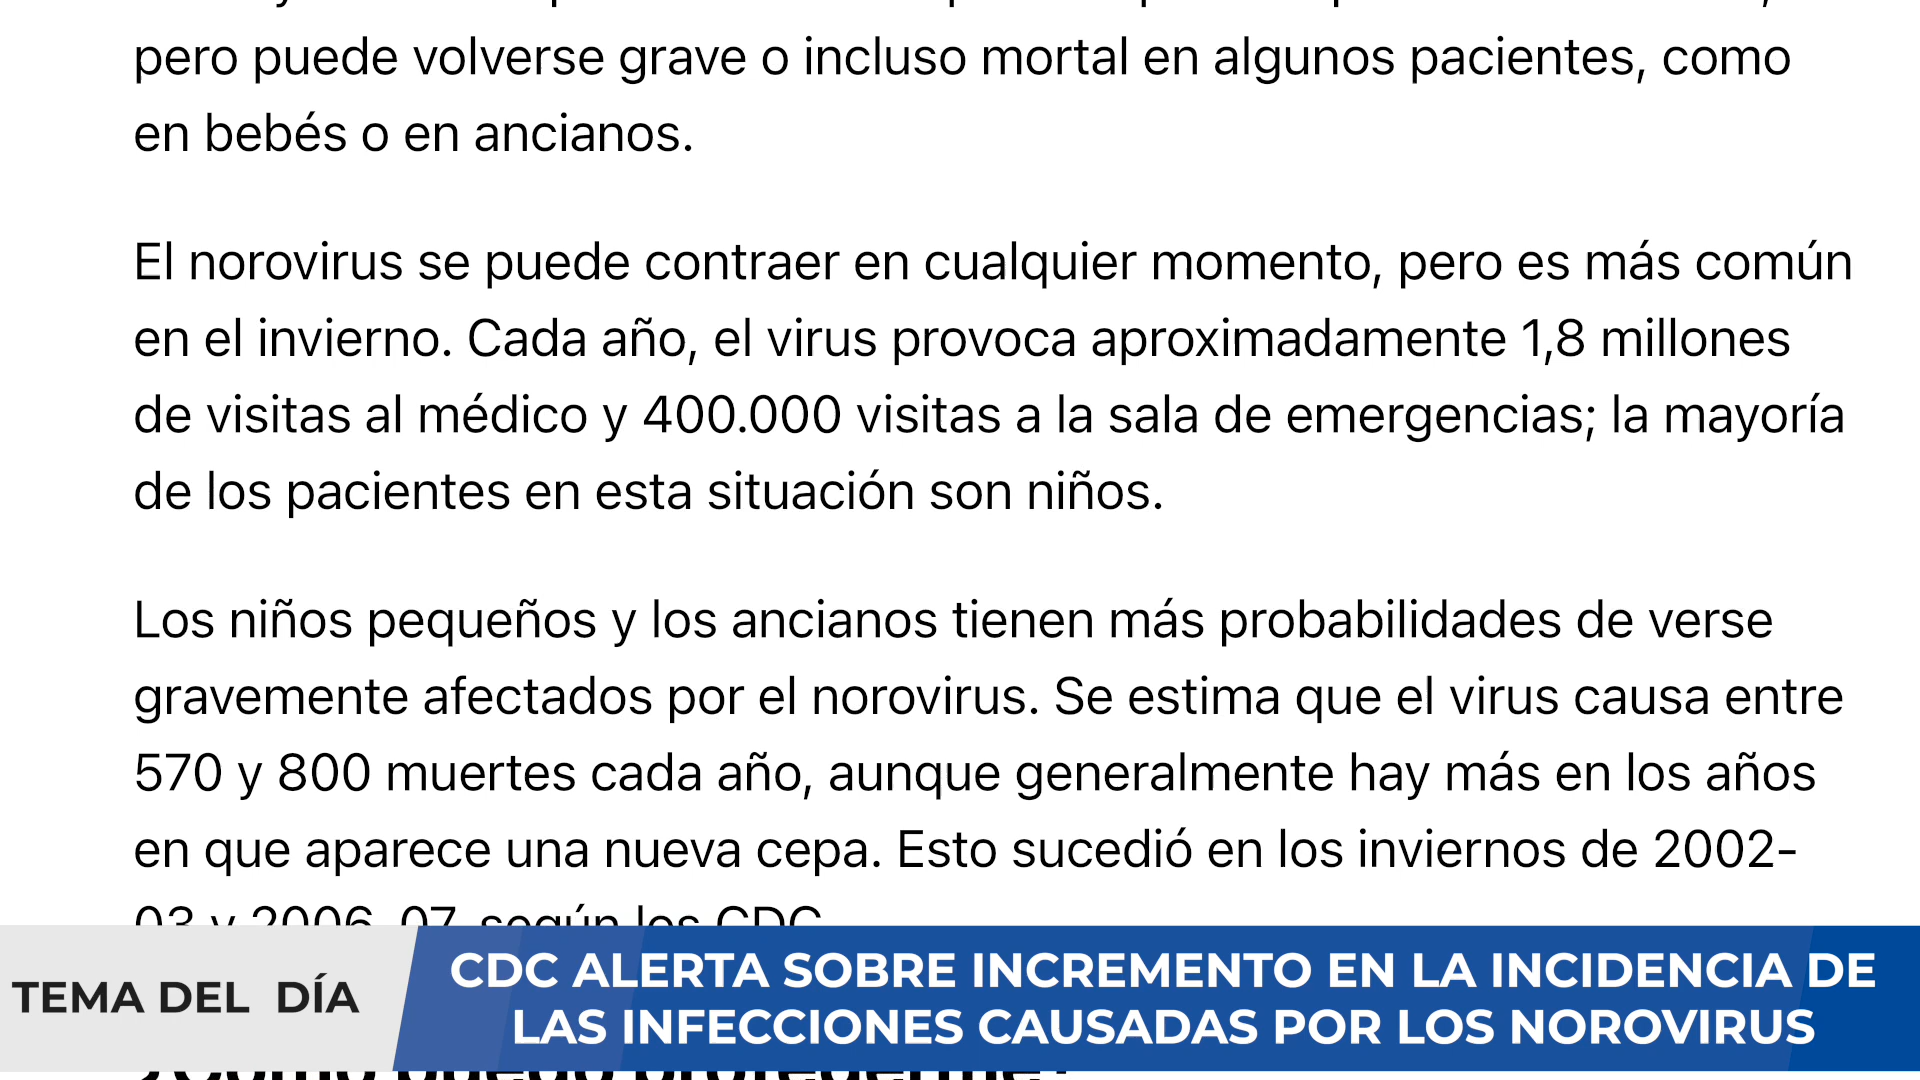 pero puede volverse grave o incluso mortal en algunos pacientes, como
en bebés o en ancianos.
El norovirus se puede contraer en cualquier momento, pero es más común
en el invierno. Cada año, el virus provoca aproximadamente 1,8 millones
de visitas al médico y 400.000 visitas a la sala de emergencias; la mayoría
de los pacientes en esta situación son niños.
Los niños pequeños y los ancianos tienen más probabilidades de verse
gravemente afectados por el norovirus. Se estima que el virus causa entre
570 y 800 muertes cada año, aunque generalmente hay más en los años
en que aparece una nueva cepa. Esto sucedió en los inviernos de 2002-
03 y 2006-07, según los CDC.
TEMA DEL DÍA
CDC ALERTA SOBRE INCREMENTO EN LA INCIDENCIA DE
LAS INFECCIONES CAUSADAS POR LOS NOROVIRUS